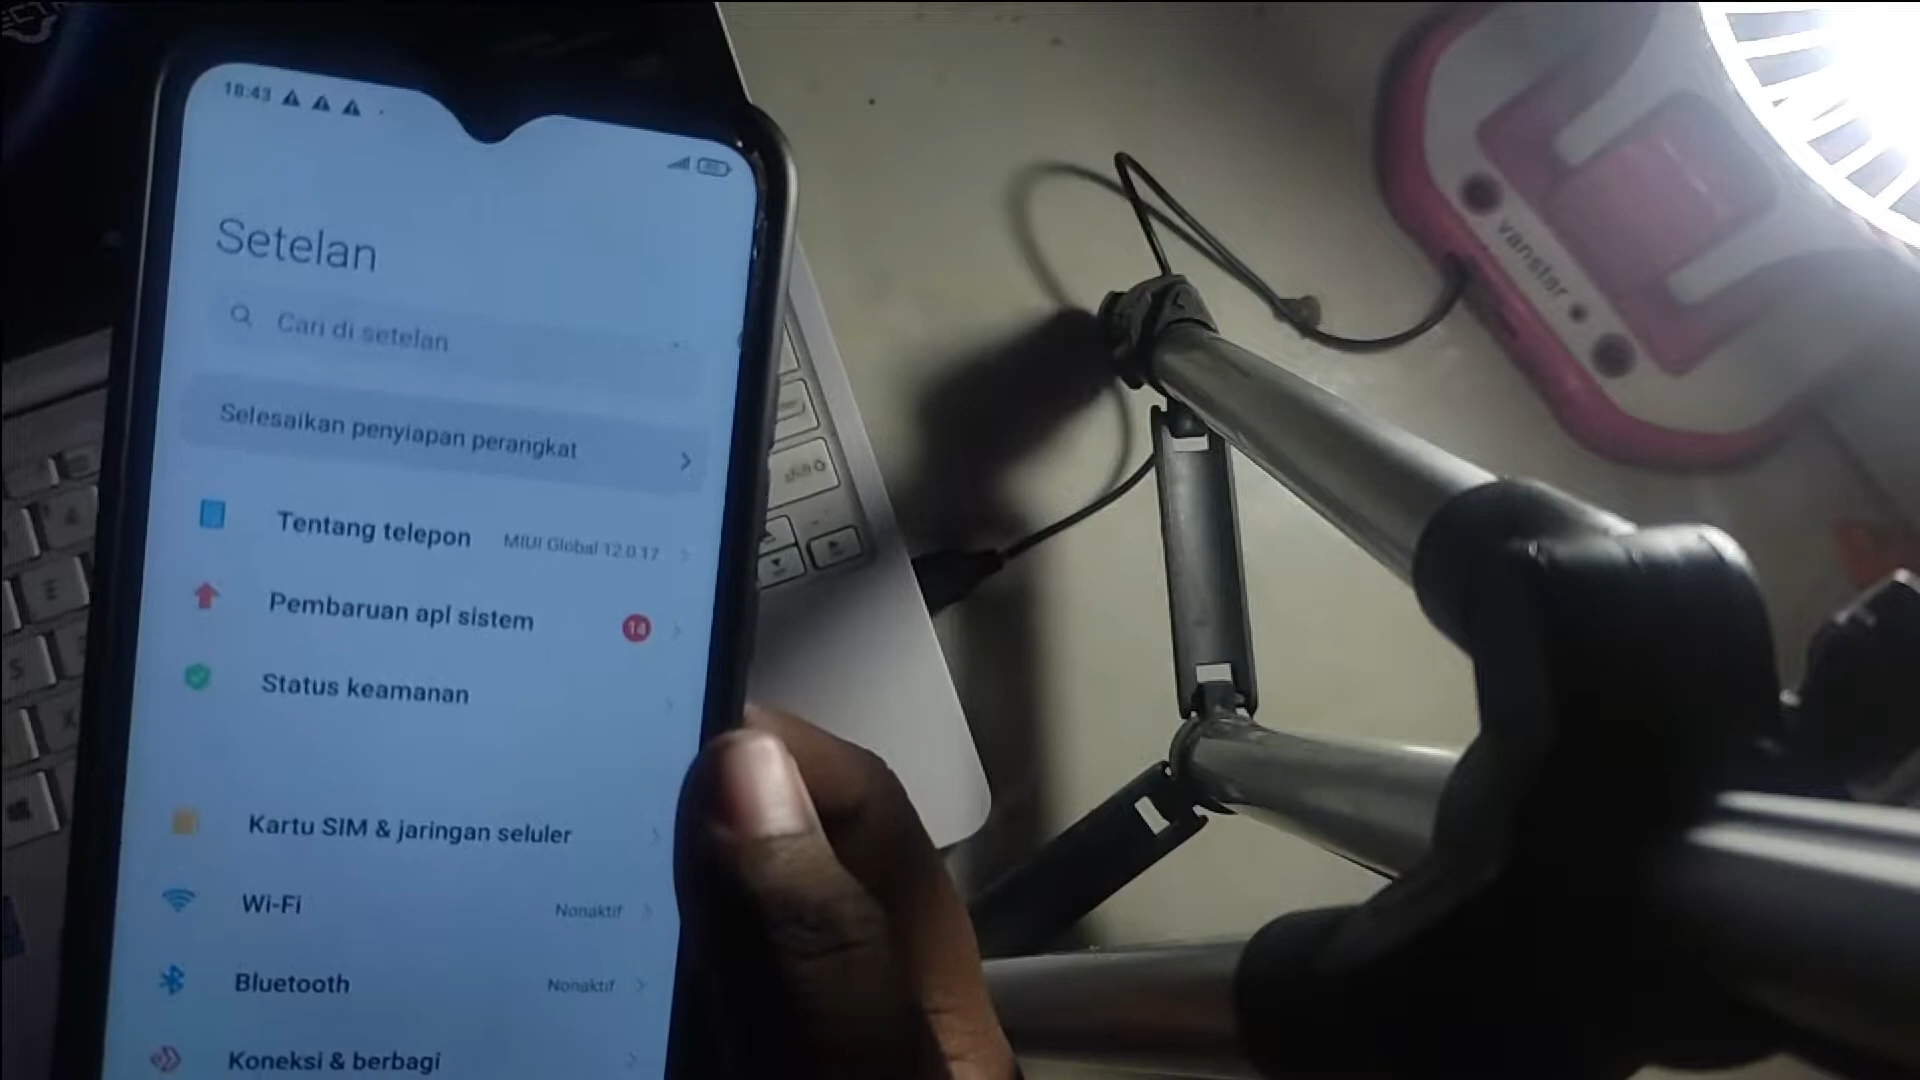 18:43
Setelan
Cari di setelan
Selesaikan penyiapan perangkat
Tentang telepon MIUI Global 12.0.17
Pembaruan apl sistem 14
Status keamanan
Kartu SIM & jaringan seluler
Wi-Fi Nonaktif
Bluetooth Nonaktif
Koneksi & berbagi
vanstar
shift